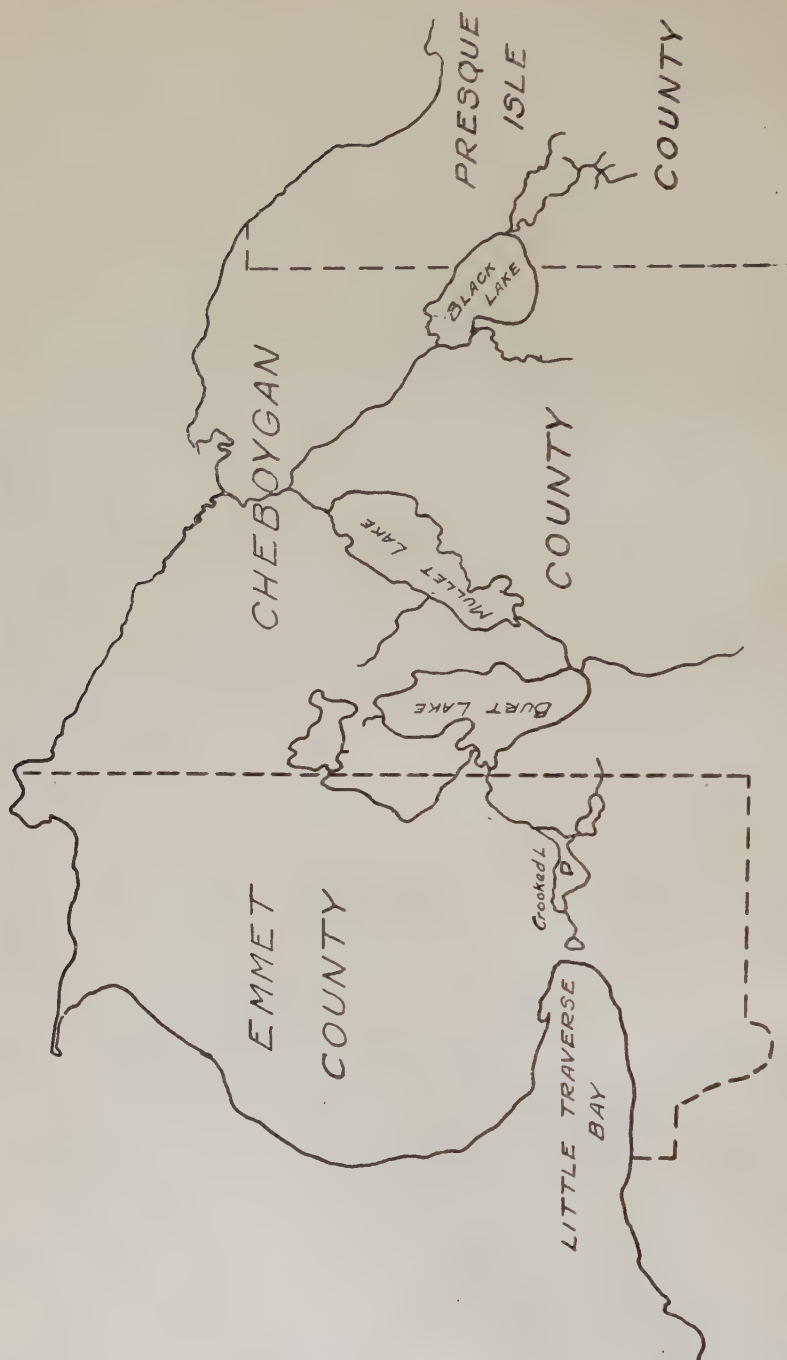 PRESQUE
ISLE
COUNTY
BLACK
LAKE
CHEBOYGAN
COUNTY
MULLET LAKE
BURT LAKE
EMMET
COUNTY
Crooked L
LITTLE TRAVERSE
BAY